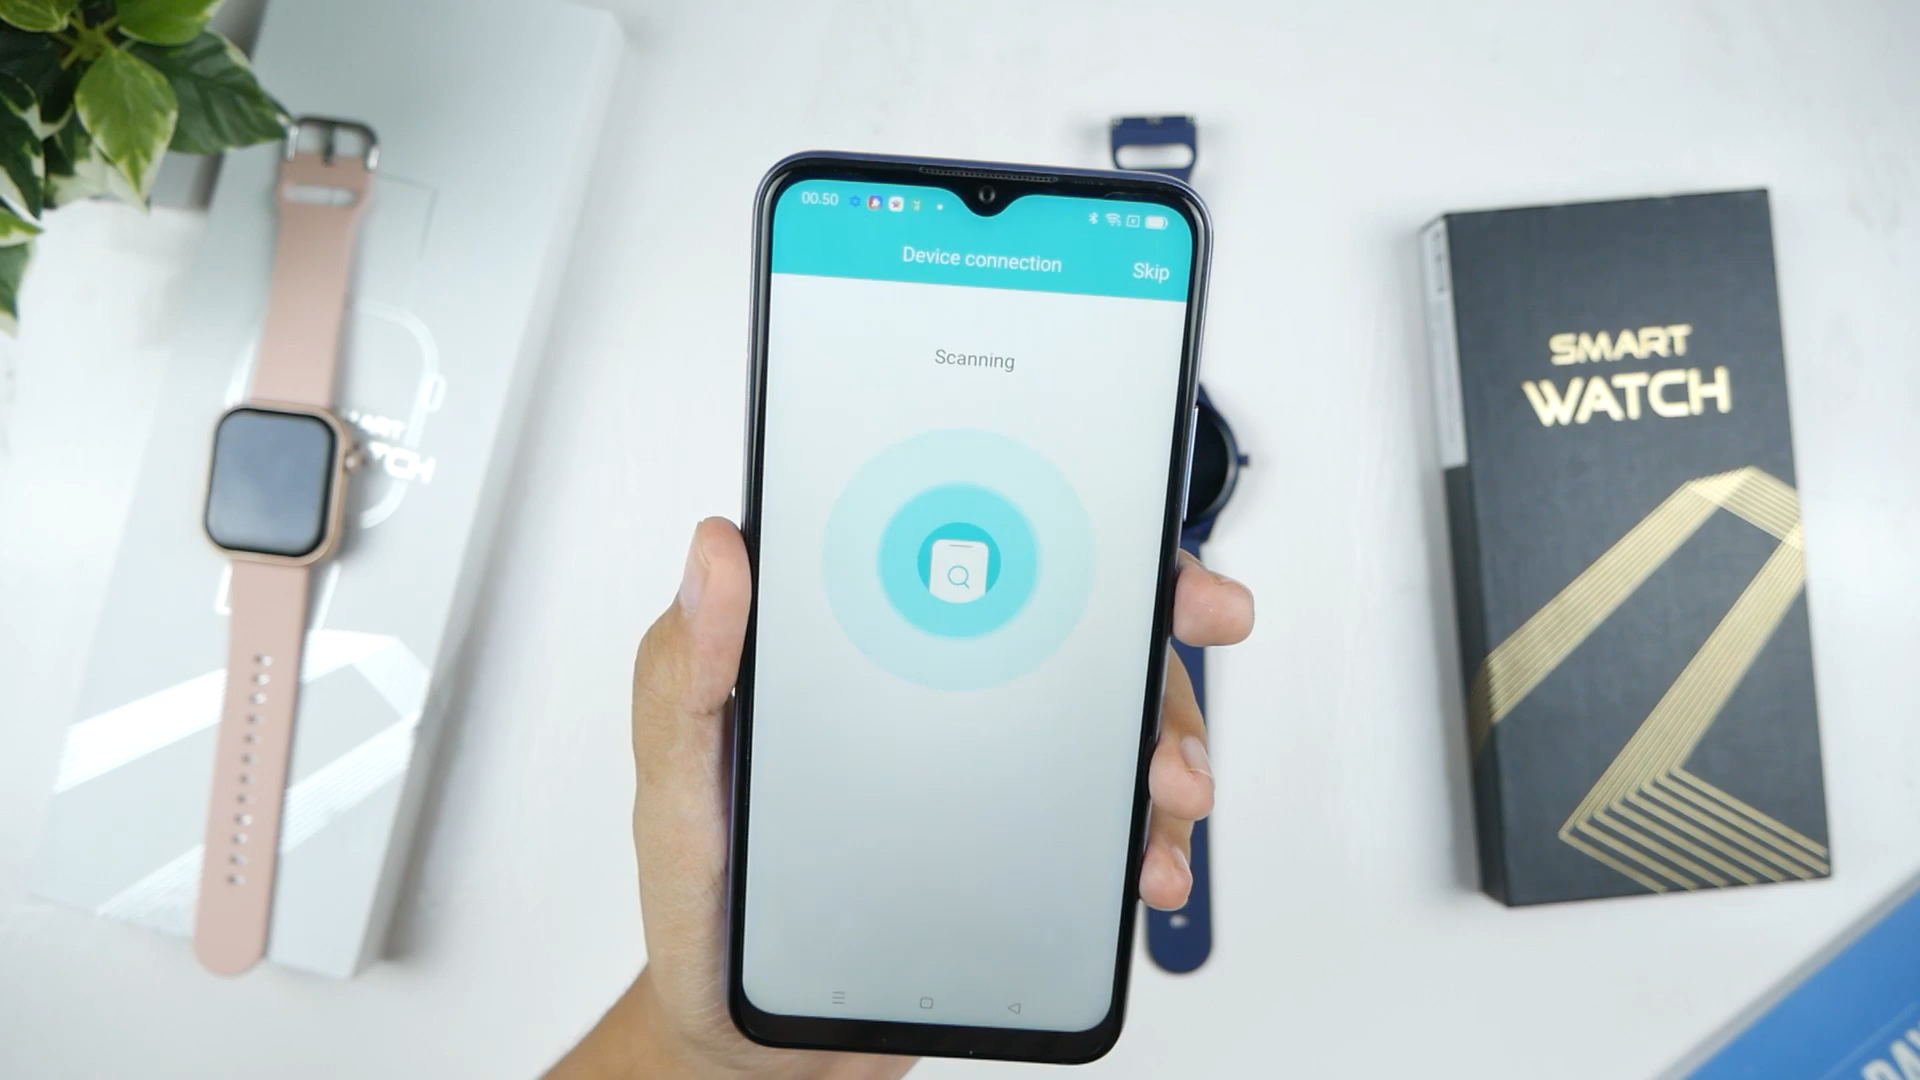 00.50
Device connection
Skip
Scanning
SMART
WATCH